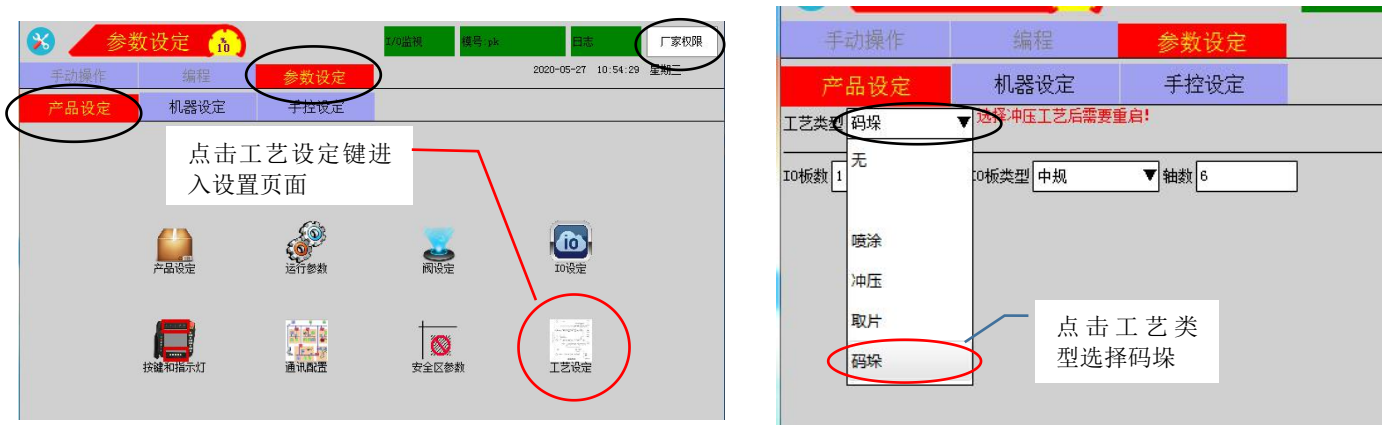 参数设定
10
I/O监视
模号:pk
日志
厂家权限
2020-05-27 10:54:29 星期三
手动操作
编程
参数设定
产品设定
机器设定
手控设定
点击工艺设定键进
入设置页面
产品设定
运行参数
阀设定
IO
IO设定
按键和指示灯
通讯配置
安全区参数
工艺设定
手动操作
编程
参数设定
产品设定
机器设定
手控设定
工艺类型
码垛
选择冲压工艺后需要重启!
IO板数 1
IO板类型 中规
轴数 6
无
喷涂
冲压
取片
码垛
点击工艺类
型选择码垛